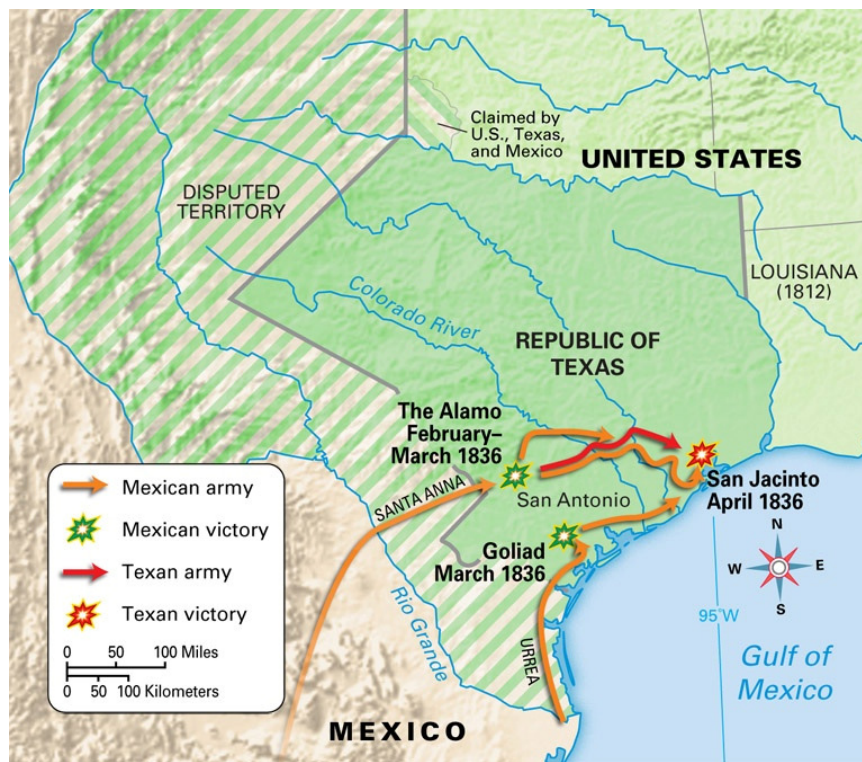 Claimed by
U.S., Texas,
and Mexico
UNITED STATES
DISPUTED
TERRITORY
LOUISIANA
(1812)
Colorado River
REPUBLIC OF
TEXAS
The Alamo
February–
March 1836
SANTA ANNA
San Antonio
San Jacinto
April 1836
Goliad
March 1836
Rio Grande
URREA
MEXICO
95°W
Gulf of
Mexico
N
W
E
S
Mexican army
Mexican victory
Texan army
Texan victory
0 50 100 Miles
0 50 100 Kilometers